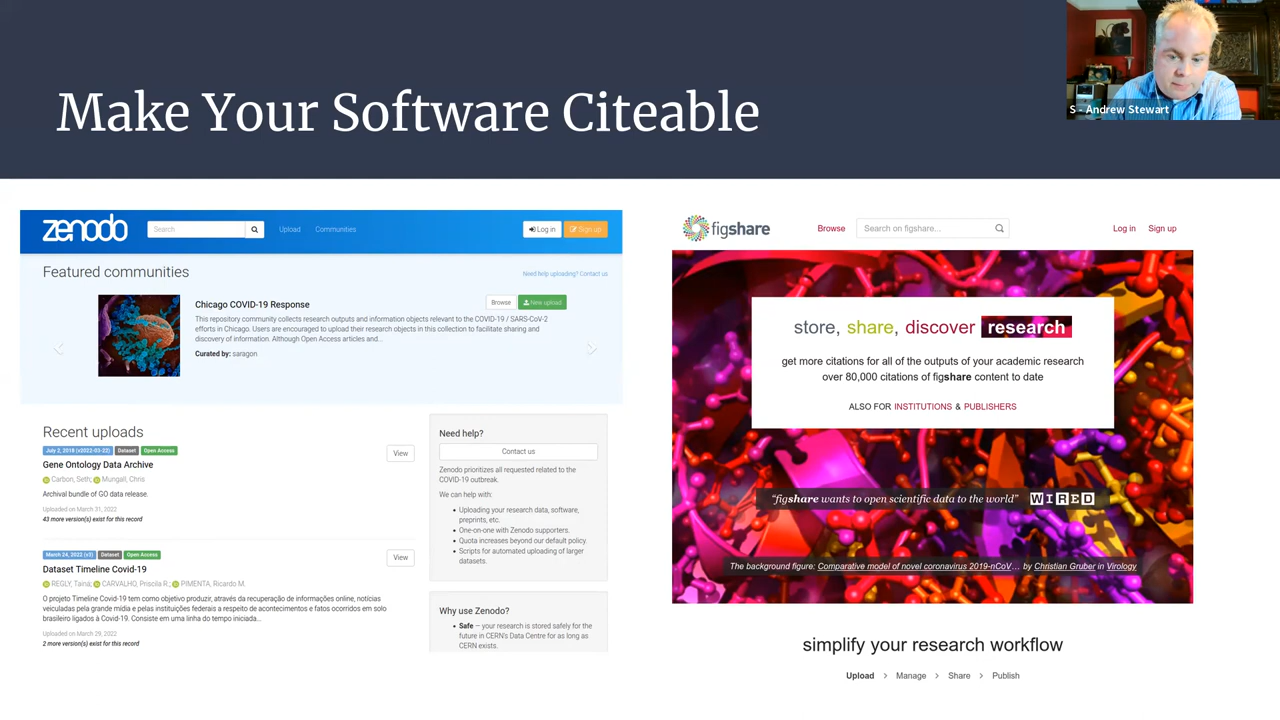 Make Your Software Citeable
S - Andrew Stewart
zenodo
Search
Upload
Communities
Log in
Sign up
Featured communities
Need help uploading? Contact us
Chicago COVID-19 Response
Browse
New upload
This repository community collects research outputs and information objects relevant to the COVID-19 / SARS-CoV-2
efforts in Chicago. Users are encouraged to upload their research objects in this collection to facilitate sharing and
discovery of information. Although Open Access articles and...
Curated by: saragon
Recent uploads
July 2, 2018 (v2022-03-22) Dataset Open Access
View
Gene Ontology Data Archive
Carbon, Seth; Mungall, Chris
Archival bundle of GO data release.
Uploaded on March 31, 2022
43 more version(s) exist for this record
March 24, 2022 (v3) Dataset Open Access
View
Dataset Timeline Covid-19
REGLY, Tainá; CARVALHO, Priscila R.; PIMENTA, Ricardo M.
O projeto Timeline Covid-19 tem como objetivo produzir, através da recuperação de informações online, notícias
veiculadas pela grande mídia e pelas instituições federais a respeito de acontecimentos e fatos ocorridos em solo
brasileiro ligados à Covid-19. Consiste em uma linha do tempo iniciada...
Uploaded on March 29, 2022
2 more version(s) exist for this record
Need help?
Contact us
Zenodo prioritizes all requested related to the
COVID-19 outbreak.
We can help with:
• Uploading your research data, software,
preprints, etc.
• One-on-one with Zenodo supporters.
• Quota increases beyond our default policy.
• Scripts for automated uploading of larger
datasets.
Why use Zenodo?
• Safe — your research is stored safely for the
future in CERN's Data Centre for as long as
CERN exists.
figshare
Browse
Search on figshare...
Log in
Sign up
store, share, discover research
get more citations for all of the outputs of your academic research
over 80,000 citations of figshare content to date
ALSO FOR INSTITUTIONS & PUBLISHERS
“figshare wants to open scientific data to the world” WIRED
The background figure: Comparative model of novel coronavirus 2019-nCoV… by Christian Gruber in Virology
simplify your research workflow
Upload > Manage > Share > Publish